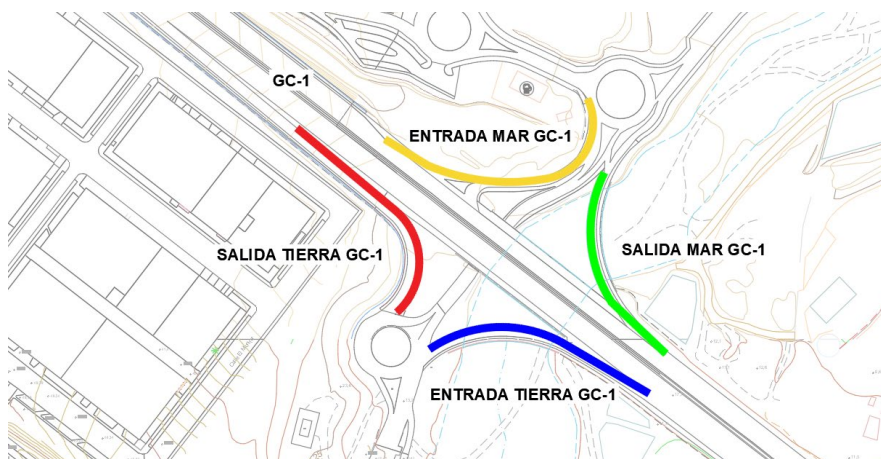 GC-1
ENTRADA MAR GC-1
SALIDA TIERRA GC-1
SALIDA MAR GC-1
ENTRADA TIERRA GC-1